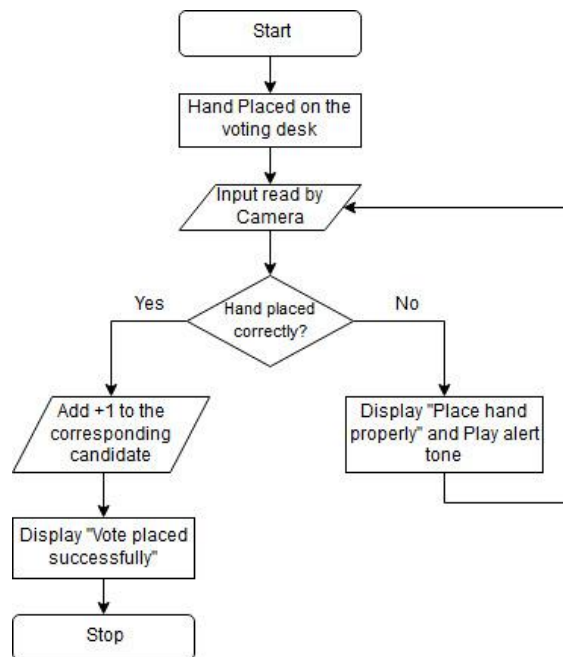 Start
Hand Placed on the
voting desk
Input read by
Camera
Hand placed
correctly?
Yes
No
Add +1 to the
corresponding
candidate
Display "Place hand
properly" and Play alert
tone
Display "Vote placed
successfully"
Stop